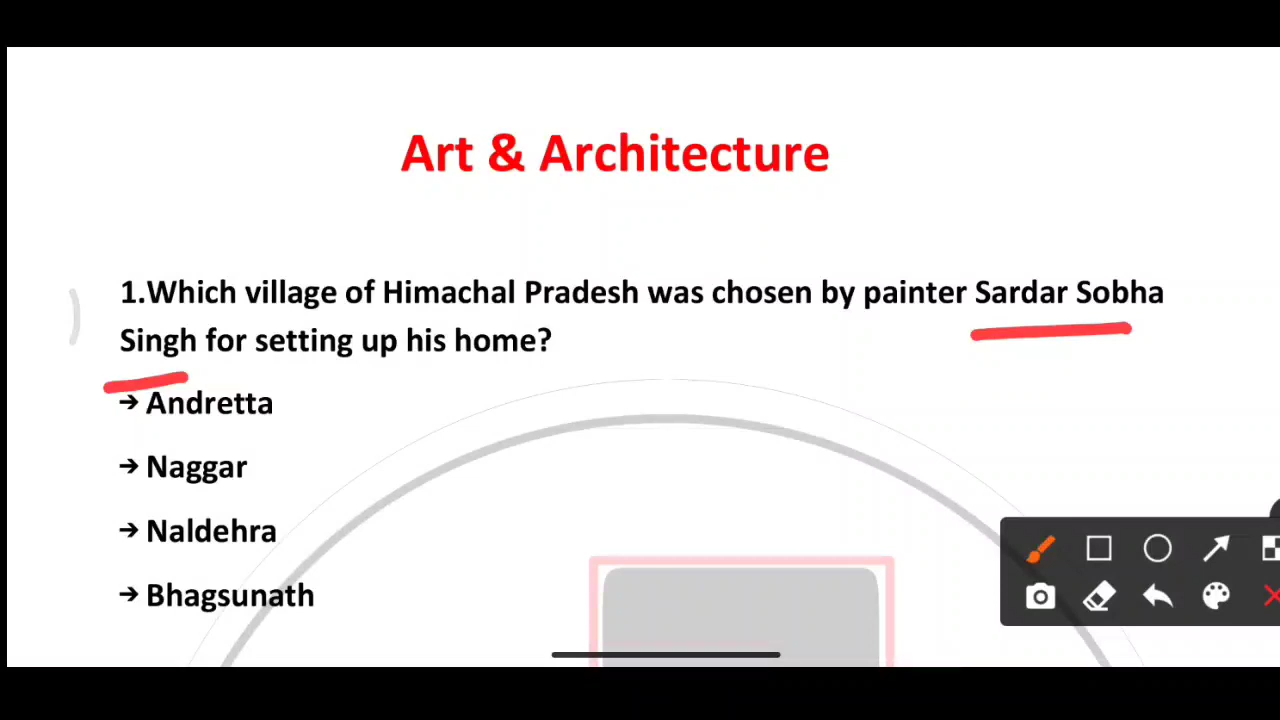 Art & Architecture
1.Which village of Himachal Pradesh was chosen by painter Sardar Sobha
Singh for setting up his home?
→ Andretta
→ Naggar
→ Naldehra
→ Bhagsunath